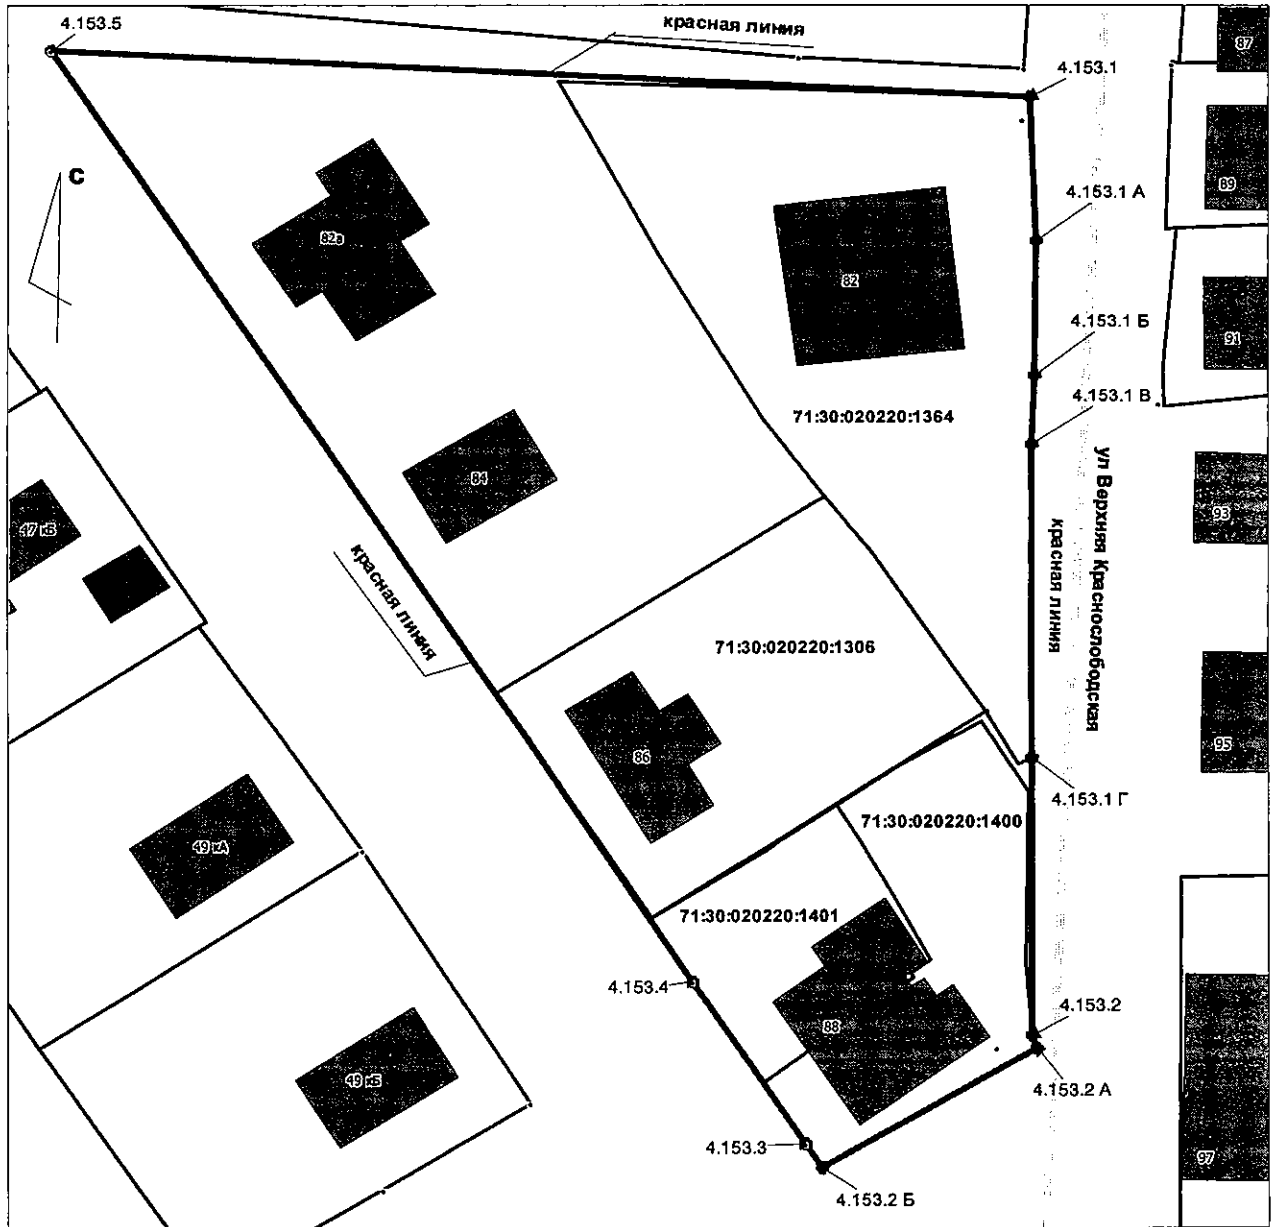 4.153.5
красная линия
87
4.153.1
С
89
4.153.1 А
82в
82
4.153.1 Б
91
4.153.1 В
71:30:020220:1364
ул Верхняя Краснослободская
84
93
47 кБ
красная линия
красная линия
71:30:020220:1306
95
86
4.153.1 Г
71:30:020220:1400
49 кА
71:30:020220:1401
4.153.4
4.153.2
88
49 кБ
4.153.2 А
4.153.3
97
4.153.2 Б